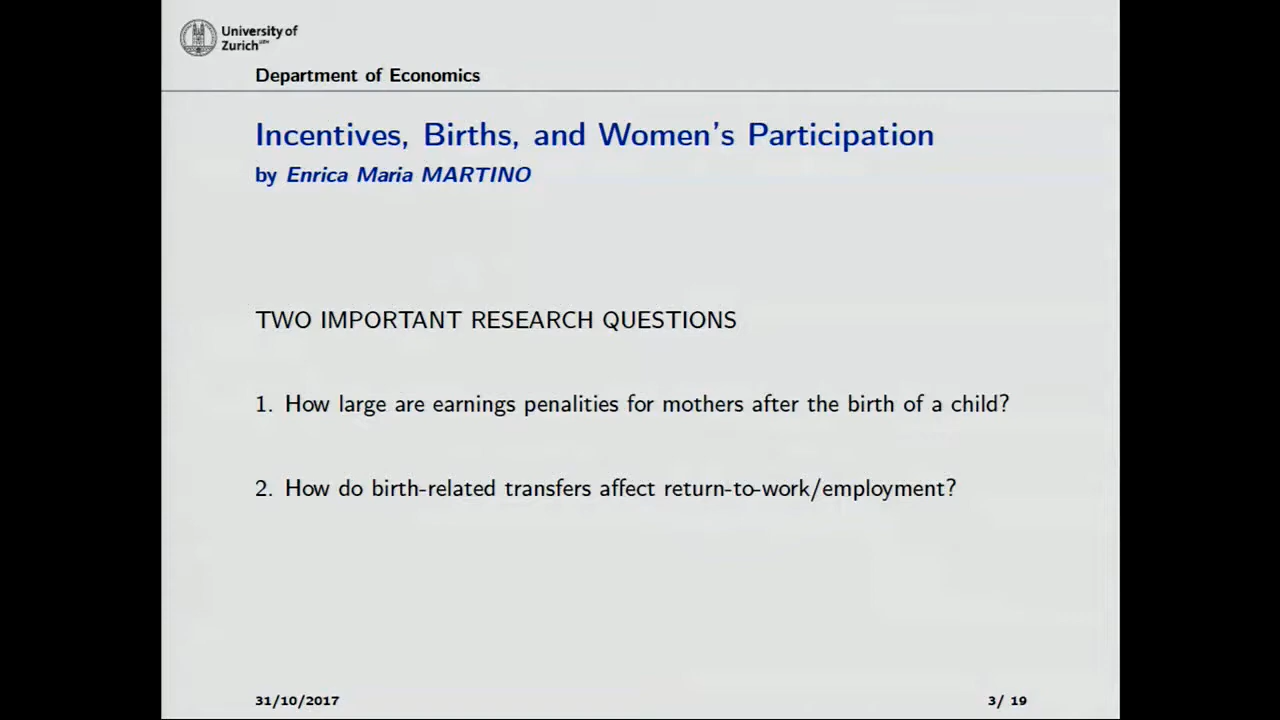 University of
Zurich UZH
Department of Economics
Incentives, Births, and Women's Participation
by Enrica Maria MARTINO
TWO IMPORTANT RESEARCH QUESTIONS
1. How large are earnings penalities for mothers after the birth of a child?
2. How do birth-related transfers affect return-to-work/employment?
31/10/2017
3/ 19